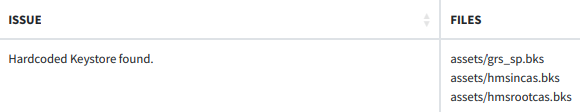 ISSUE
FILES
Hardcoded Keystore found.
assets/grs_sp.bks
assets/hmsincas.bks
assets/hmsrootcas.bks